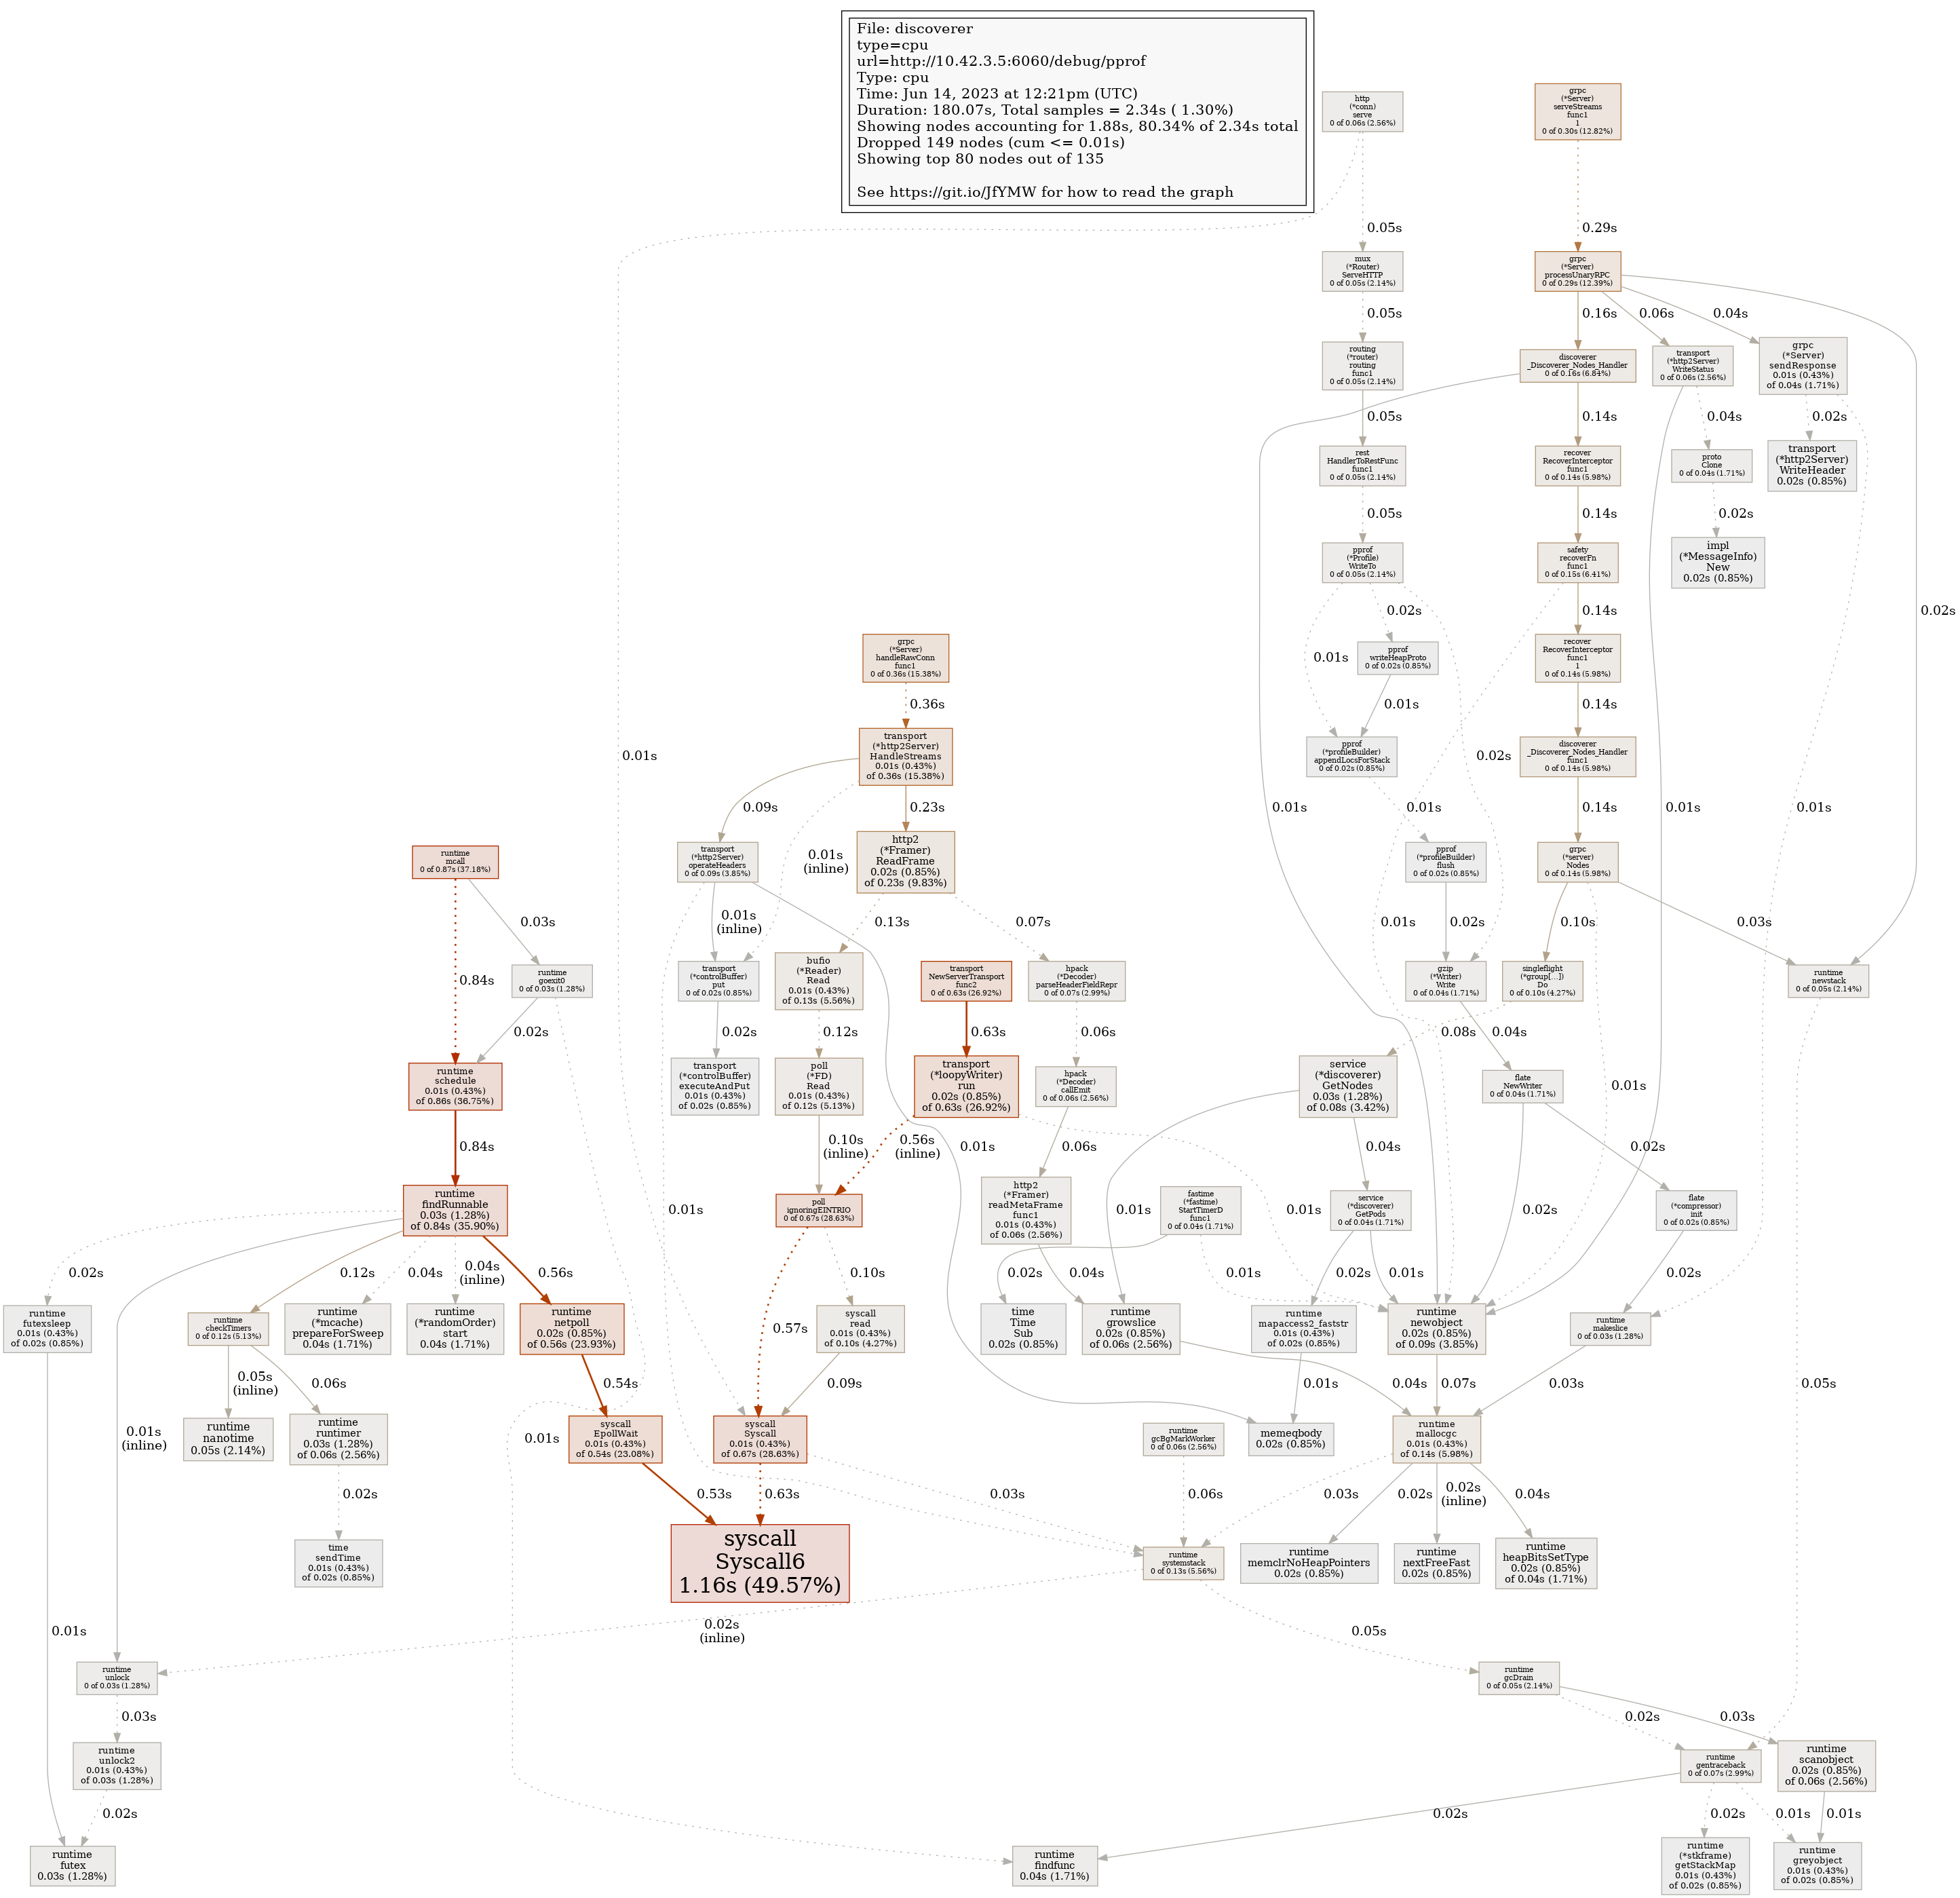 File: discoverer
type=cpu
url=http://10.42.3.5:6060/debug/pprof
Type: cpu
Time: Jun 14, 2023 at 12:21pm (UTC)
Duration: 180.07s, Total samples = 2.34s ( 1.30%)
Showing nodes accounting for 1.88s, 80.34% of 2.34s total
Dropped 149 nodes (cum <= 0.01s)
Showing top 80 nodes out of 135
See https://git.io/JfYMW for how to read the graph
http
(*conn)
serve
0 of 0.06s (2.56%)
grpc
(*Server)
serveStreams
func1
1
0 of 0.30s (12.82%)
0.05s
0.29s
mux
(*Router)
ServeHTTP
0 of 0.05s (2.14%)
grpc
(*Server)
processUnaryRPC
0 of 0.29s (12.39%)
0.05s
0.16s
0.06s
0.04s
routing
(*router)
routing
func1
0 of 0.05s (2.14%)
discoverer
_Discoverer_Nodes_Handler
0 of 0.16s (6.84%)
transport
(*http2Server)
WriteStatus
0 of 0.06s (2.56%)
grpc
(*Server)
sendResponse
0.01s (0.43%)
of 0.04s (1.71%)
0.05s
0.14s
0.04s
0.02s
rest
HandlerToRestFunc
func1
0 of 0.05s (2.14%)
recover
RecoverInterceptor
func1
0 of 0.14s (5.98%)
proto
Clone
0 of 0.04s (1.71%)
transport
(*http2Server)
WriteHeader
0.02s (0.85%)
0.05s
0.14s
0.02s
pprof
(*Profile)
WriteTo
0 of 0.05s (2.14%)
safety
recoverFn
func1
0 of 0.15s (6.41%)
impl
(*MessageInfo)
New
0.02s (0.85%)
0.02s
0.14s
0.02s
grpc
(*Server)
handleRawConn
func1
0 of 0.36s (15.38%)
0.01s
pprof
writeHeapProto
0 of 0.02s (0.85%)
recover
RecoverInterceptor
func1
1
0 of 0.14s (5.98%)
0.36s
0.01s
0.14s
0.01s
transport
(*http2Server)
HandleStreams
0.01s (0.43%)
of 0.36s (15.38%)
pprof
(*profileBuilder)
appendLocsForStack
0 of 0.02s (0.85%)
0.02s
discoverer
_Discoverer_Nodes_Handler
func1
0 of 0.14s (5.98%)
0.09s
0.23s
0.01s
0.01s
0.14s
0.01s
0.01s
runtime
mcall
0 of 0.87s (37.18%)
transport
(*http2Server)
operateHeaders
0 of 0.09s (3.85%)
0.01s
(inline)
http2
(*Framer)
ReadFrame
0.02s (0.85%)
of 0.23s (9.83%)
pprof
(*profileBuilder)
flush
0 of 0.02s (0.85%)
grpc
(*server)
Nodes
0 of 0.14s (5.98%)
0.84s
0.03s
0.01s
(inline)
0.13s
0.07s
0.01s
0.02s
0.10s
0.03s
runtime
goexit0
0 of 0.03s (1.28%)
transport
(*controlBuffer)
put
0 of 0.02s (0.85%)
bufio
(*Reader)
Read
0.01s (0.43%)
of 0.13s (5.56%)
transport
NewServerTransport
func2
0 of 0.63s (26.92%)
hpack
(*Decoder)
parseHeaderFieldRepr
0 of 0.07s (2.99%)
gzip
(*Writer)
Write
0 of 0.04s (1.71%)
singleflight
(*group[...])
Do
0 of 0.10s (4.27%)
runtime
newstack
0 of 0.05s (2.14%)
0.02s
0.02s
0.12s
0.63s
0.06s
0.08s
0.04s
runtime
schedule
0.01s (0.43%)
of 0.86s (36.75%)
transport
(*controlBuffer)
executeAndPut
0.01s (0.43%)
of 0.02s (0.85%)
poll
(*FD)
Read
0.01s (0.43%)
of 0.12s (5.13%)
transport
(*loopyWriter)
run
0.02s (0.85%)
of 0.63s (26.92%)
hpack
(*Decoder)
callEmit
0 of 0.06s (2.56%)
service
(*discoverer)
GetNodes
0.03s (1.28%)
of 0.08s (3.42%)
flate
NewWriter
0 of 0.04s (1.71%)
0.01s
0.84s
0.10s
(inline)
0.56s
(inline)
0.01s
0.06s
0.04s
0.02s
runtime
findRunnable
0.03s (1.28%)
of 0.84s (35.90%)
0.01s
poll
ignoringEINTRIO
0 of 0.67s (28.63%)
http2
(*Framer)
readMetaFrame
func1
0.01s (0.43%)
of 0.06s (2.56%)
fastime
(*fastime)
StartTimerD
func1
0 of 0.04s (1.71%)
0.01s
0.01s
service
(*discoverer)
GetPods
0 of 0.04s (1.71%)
0.02s
flate
(*compressor)
init
0 of 0.02s (0.85%)
0.02s
0.12s
0.04s
0.04s
(inline)
0.56s
0.57s
0.10s
0.02s
0.04s
0.01s
0.02s
0.01s
0.02s
runtime
futexsleep
0.01s (0.43%)
of 0.02s (0.85%)
runtime
checkTimers
0 of 0.12s (5.13%)
runtime
(*mcache)
prepareForSweep
0.04s (1.71%)
runtime
(*randomOrder)
start
0.04s (1.71%)
runtime
netpoll
0.02s (0.85%)
of 0.56s (23.93%)
syscall
read
0.01s (0.43%)
of 0.10s (4.27%)
time
Time
Sub
0.02s (0.85%)
runtime
growslice
0.02s (0.85%)
of 0.06s (2.56%)
runtime
mapaccess2_faststr
0.01s (0.43%)
of 0.02s (0.85%)
runtime
newobject
0.02s (0.85%)
of 0.09s (3.85%)
runtime
makeslice
0 of 0.03s (1.28%)
0.05s
(inline)
0.06s
0.54s
0.09s
0.01s
0.04s
0.07s
0.03s
0.05s
0.01s
(inline)
runtime
nanotime
0.05s (2.14%)
runtime
runtimer
0.03s (1.28%)
of 0.06s (2.56%)
0.01s
syscall
EpollWait
0.01s (0.43%)
of 0.54s (23.08%)
syscall
Syscall
0.01s (0.43%)
of 0.67s (28.63%)
runtime
gcBgMarkWorker
0 of 0.06s (2.56%)
memeqbody
0.02s (0.85%)
runtime
mallocgc
0.01s (0.43%)
of 0.14s (5.98%)
0.02s
0.53s
0.63s
0.03s
0.06s
0.03s
0.02s
0.02s
(inline)
0.04s
time
sendTime
0.01s (0.43%)
of 0.02s (0.85%)
syscall
Syscall6
1.16s (49.57%)
runtime
systemstack
0 of 0.13s (5.56%)
runtime
memclrNoHeapPointers
0.02s (0.85%)
runtime
nextFreeFast
0.02s (0.85%)
runtime
heapBitsSetType
0.02s (0.85%)
of 0.04s (1.71%)
0.01s
0.02s
(inline)
0.05s
runtime
unlock
0 of 0.03s (1.28%)
runtime
gcDrain
0 of 0.05s (2.14%)
0.03s
0.02s
0.03s
runtime
unlock2
0.01s (0.43%)
of 0.03s (1.28%)
runtime
gentraceback
0 of 0.07s (2.99%)
runtime
scanobject
0.02s (0.85%)
of 0.06s (2.56%)
0.02s
0.02s
0.02s
0.01s
0.01s
runtime
futex
0.03s (1.28%)
runtime
findfunc
0.04s (1.71%)
runtime
(*stkframe)
getStackMap
0.01s (0.43%)
of 0.02s (0.85%)
runtime
greyobject
0.01s (0.43%)
of 0.02s (0.85%)